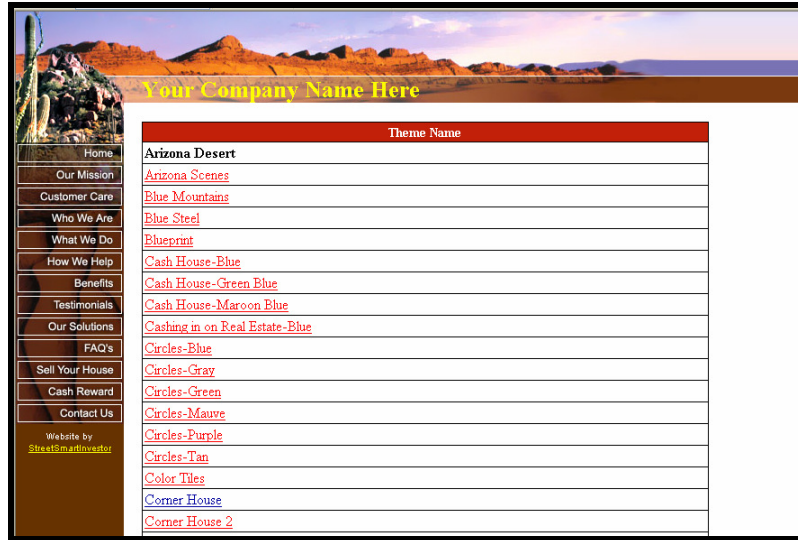 Your Company Name Here
Home
Our Mission
Customer Care
Who We Are
What We Do
How We Help
Benefits
Testimonials
Our Solutions
FAQ's
Sell Your House
Cash Reward
Contact Us
Website by
StreetSmartInvestor
Theme Name
Arizona Desert
Arizona Scenes
Blue Mountains
Blue Steel
Blueprint
Cash House-Blue
Cash House-Green Blue
Cash House-Maroon Blue
Cashing in on Real Estate-Blue
Circles-Blue
Circles-Gray
Circles-Green
Circles-Mauve
Circles-Purple
Circles-Tan
Color Tiles
Corner House
Corner House 2